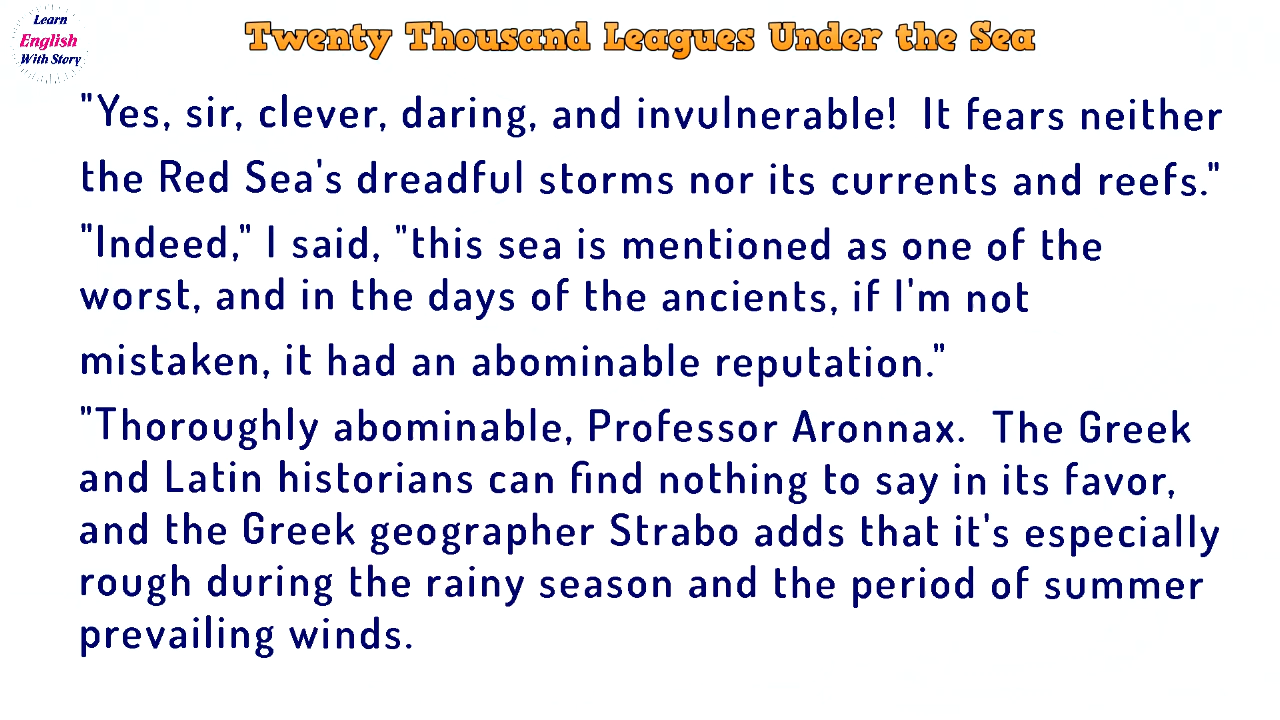 Learn
English
With Story
Twenty Thousand Leagues Under the Sea
"Yes, sir, clever, daring, and invulnerable!  It fears neither
the Red Sea's dreadful storms nor its currents and reefs."
"Indeed," I said, "this sea is mentioned as one of the
worst, and in the days of the ancients, if I'm not
mistaken, it had an abominable reputation."
"Thoroughly abominable, Professor Aronnax.  The Greek
and Latin historians can find nothing to say in its favor,
and the Greek geographer Strabo adds that it's especially
rough during the rainy season and the period of summer
prevailing winds.